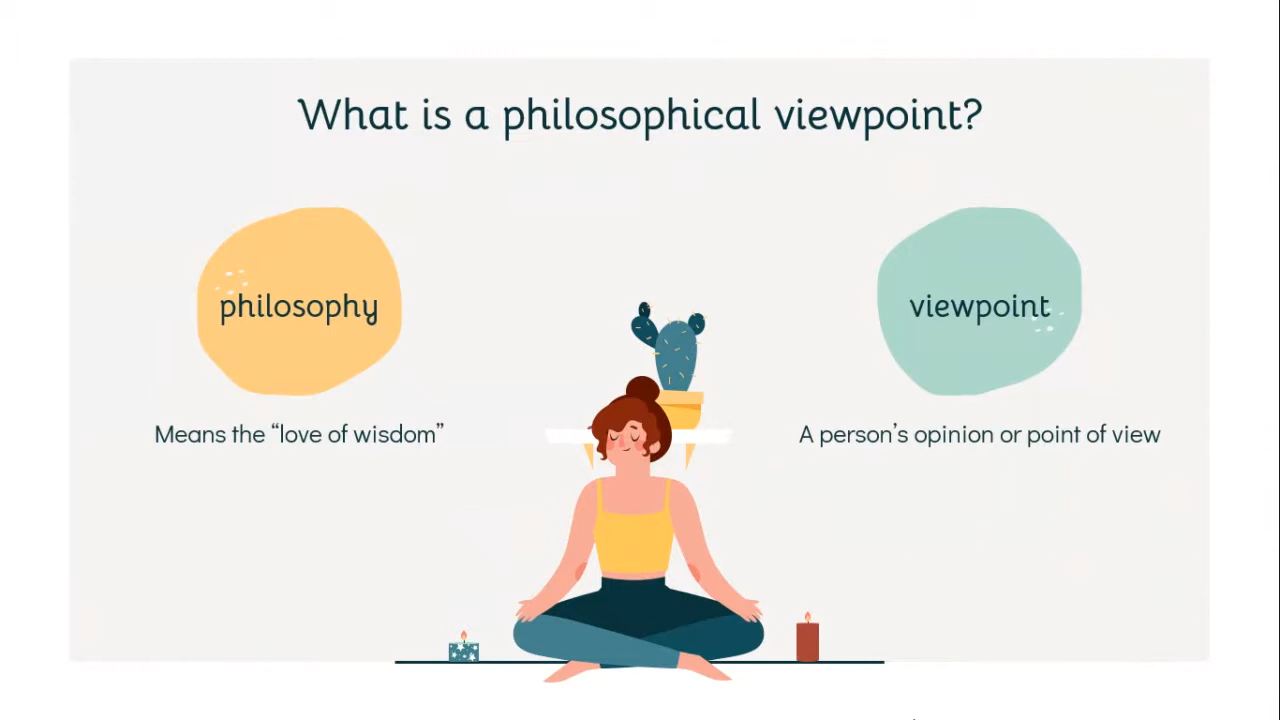 What is a philosophical viewpoint?
philosophy
viewpoint
Means the “love of wisdom”
A person’s opinion or point of view